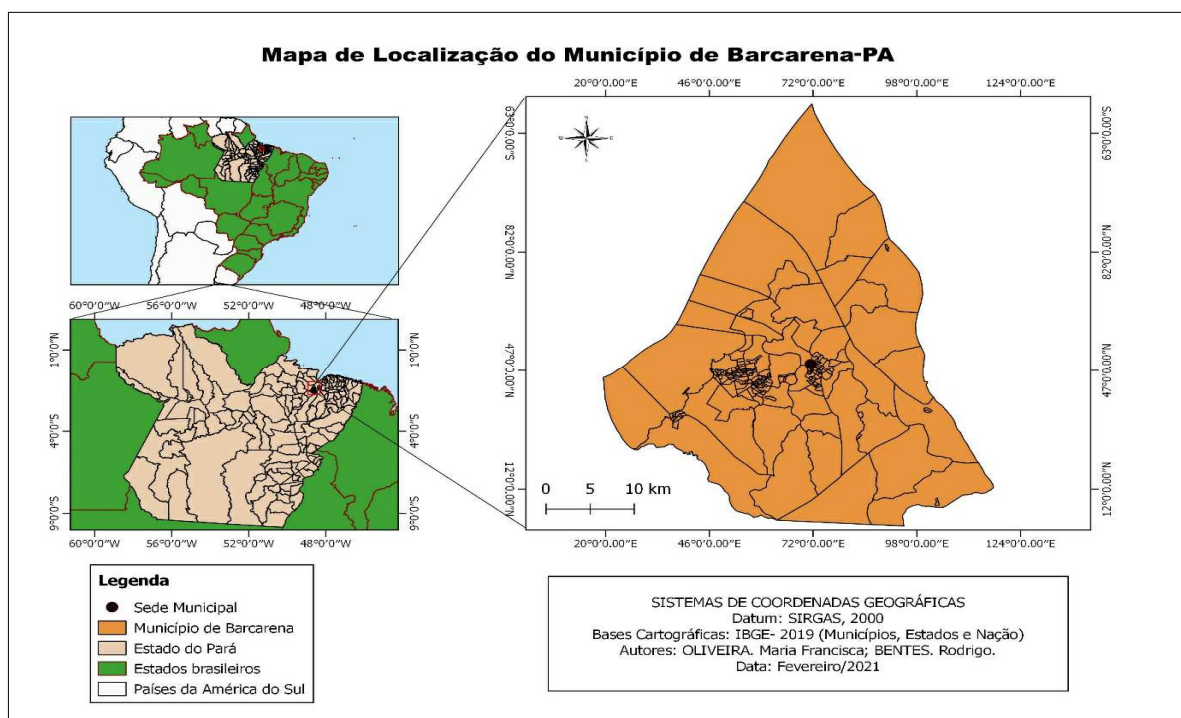 Mapa de Localização do Município de Barcarena-PA
60°0.0'W 56°0.0'W 52°0.0'W 48°0.0'W
1°0.0'N 1°0.0'N
4°0.0'S 4°0.0'S
9°0.0'S 9°0.0'S
60°0.0'W 56°0.0'W 52°0.0'W 48°0.0'W
20°0'0.00"E 46°0'0.00"E 72°0'0.00"E 98°0'0.00"E 124°0'0.00"E
N
W E
S
63°0'0.00"S 63°0'0.00"S
82°0'0.00"N 82°0'0.00"N
47°0'0.00"N 47°0'0.00"N
12°0'0.00"N 12°0'0.00"N
0 5 10 km
20°0'0.00"E 46°0'0.00"E 72°0'0.00"E 98°0'0.00"E 124°0'0.00"E
Legenda
Sede Municipal
Município de Barcarena
Estado do Pará
Estados brasileiros
Países da América do Sul
SISTEMAS DE COORDENADAS GEOGRÁFICAS
Datum: SIRGAS, 2000
Bases Cartográficas: IBGE- 2019 (Municípios, Estados e Nação)
Autores: OLIVEIRA. Maria Francisca; BENTES. Rodrigo.
Data: Fevereiro/2021